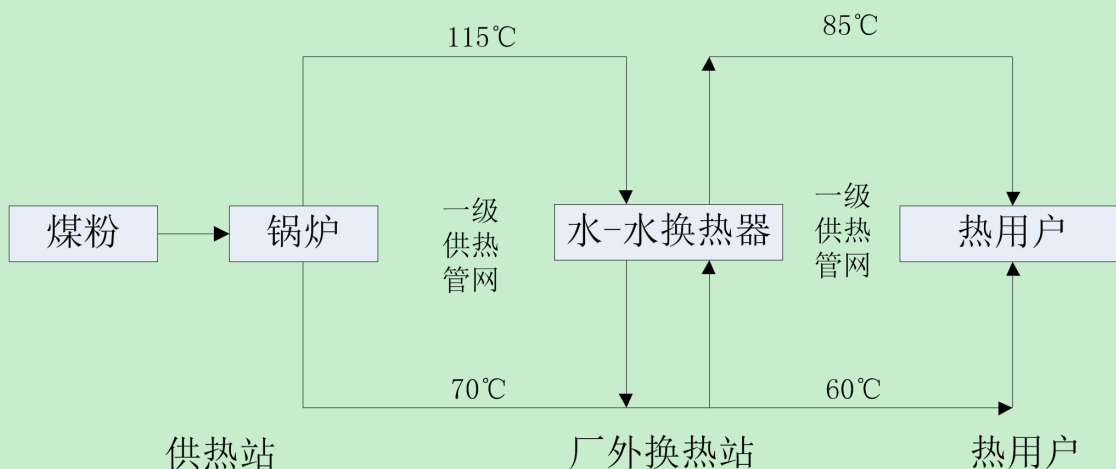 115℃
85℃
煤粉
锅炉
一级
供热
管网
水-水换热器
一级
供热
管网
热用户
70℃
60℃
供热站
厂外换热站
热用户